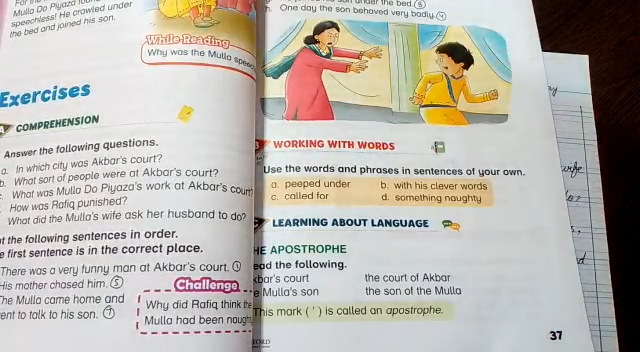 Mulla Do Piyaza
speechless! He crawled under
the bed and joined his son.
While Reading
Why was the Mulla
Exercises
COMPREHENSION
Answer the following questions.
a. In which city was Akbar's court?
b. What sort of people were at Akbar's court?
What was Mulla Do Piyaza's work at Akbar's court
How was Rafiq punished?
What did the Mulla's wife ask her husband to do?
the following sentences in order.
first sentence is in the correct place.
There was a very funny man at Akbar's court. 1
His mother chased him. 5
The Mulla came home and
to talk to his son. 7
Challenge
Why did Rafiq think the
Mulla had been
under the bed 8
h. One day the son behaved very badly. 4
WORKING WITH WORDS
Use the words and phrases in sentences of your own.
a. peeped under b. with his clever words
c. called for d. something naughty
LEARNING ABOUT LANGUAGE
THE APOSTROPHE
Read the following.
Akbar's court the court of Akbar
Mulla's son the son of the Mulla
This mark ( ' ) is called an apostrophe.
37